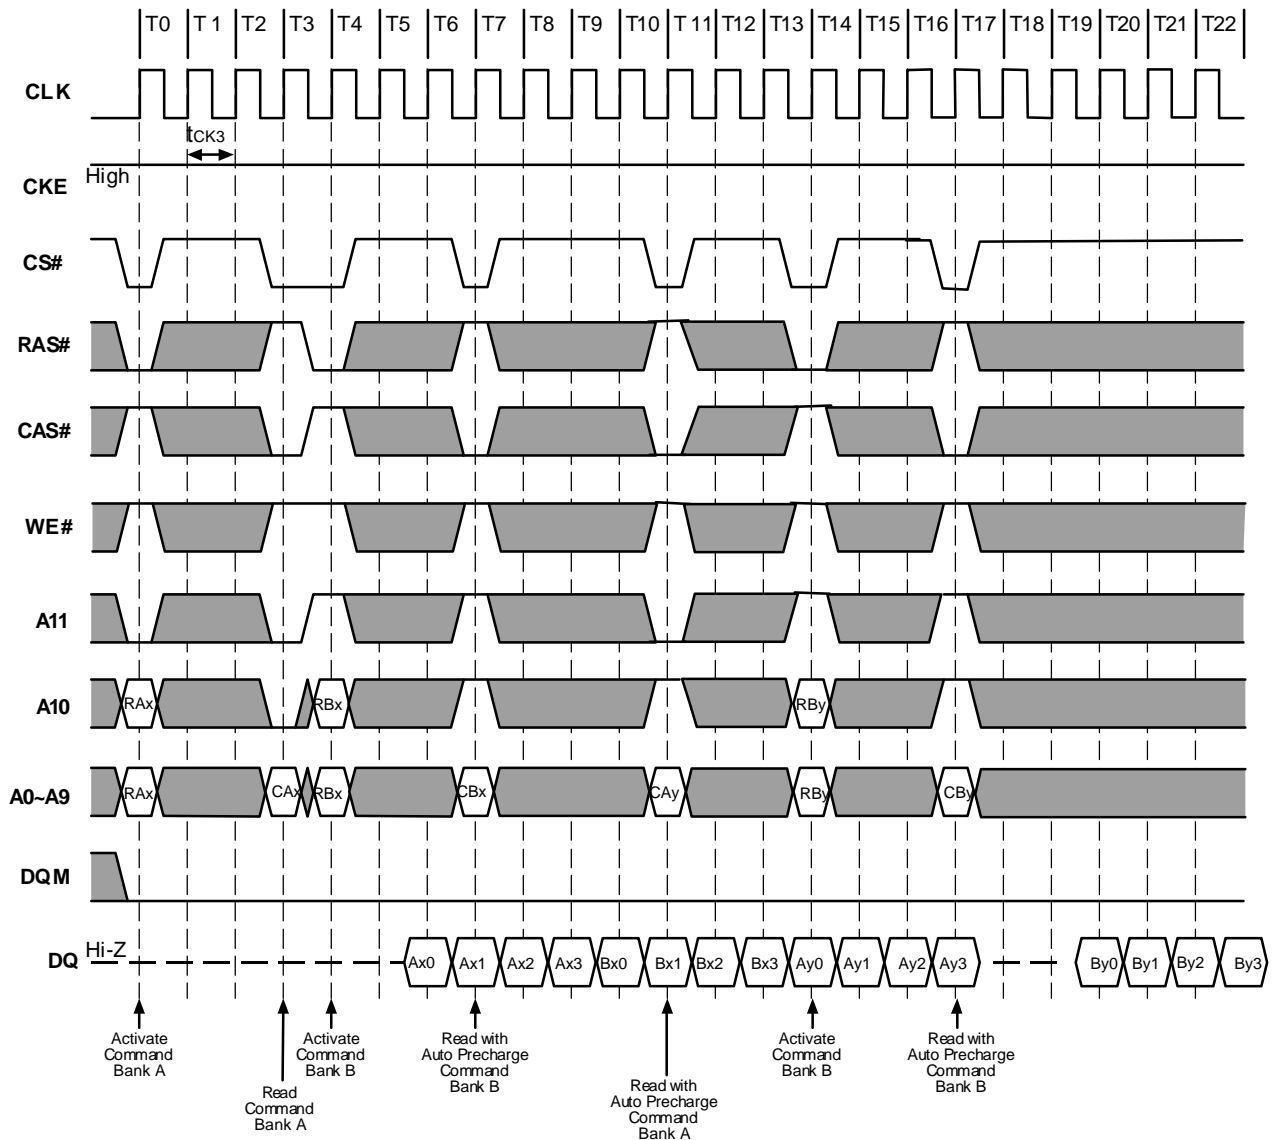 T0 T1 T2 T3 T4 T5 T6 T7 T8 T9 T10 T11 T12 T13 T14 T15 T16 T17 T18 T19 T20 T21 T22
CLK
tCK3
High
CKE
CS#
RAS#
CAS#
WE#
A11
A10
RAx RBx RBy
A0~A9
RAx CAx RBx CBx CAy RBy CBy
DQM
DQ Hi-Z
Ax0 Ax1 Ax2 Ax3 Bx0 Bx1 Bx2 Bx3 Ay0 Ay1 Ay2 Ay3 By0 By1 By2 By3
Activate
Command
Bank A
Read
Command
Bank A
Activate
Command
Bank B
Read with
Auto Precharge
Command
Bank B
Read with
Auto Precharge
Command
Bank A
Activate
Command
Bank B
Read with
Auto Precharge
Command
Bank B